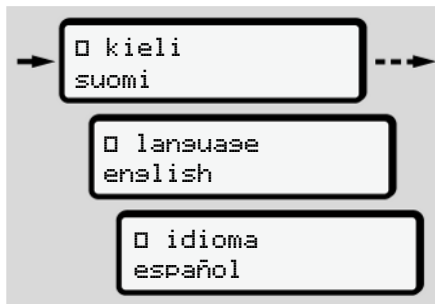 □ kieli
suomi
□ language
english
□ idioma
español